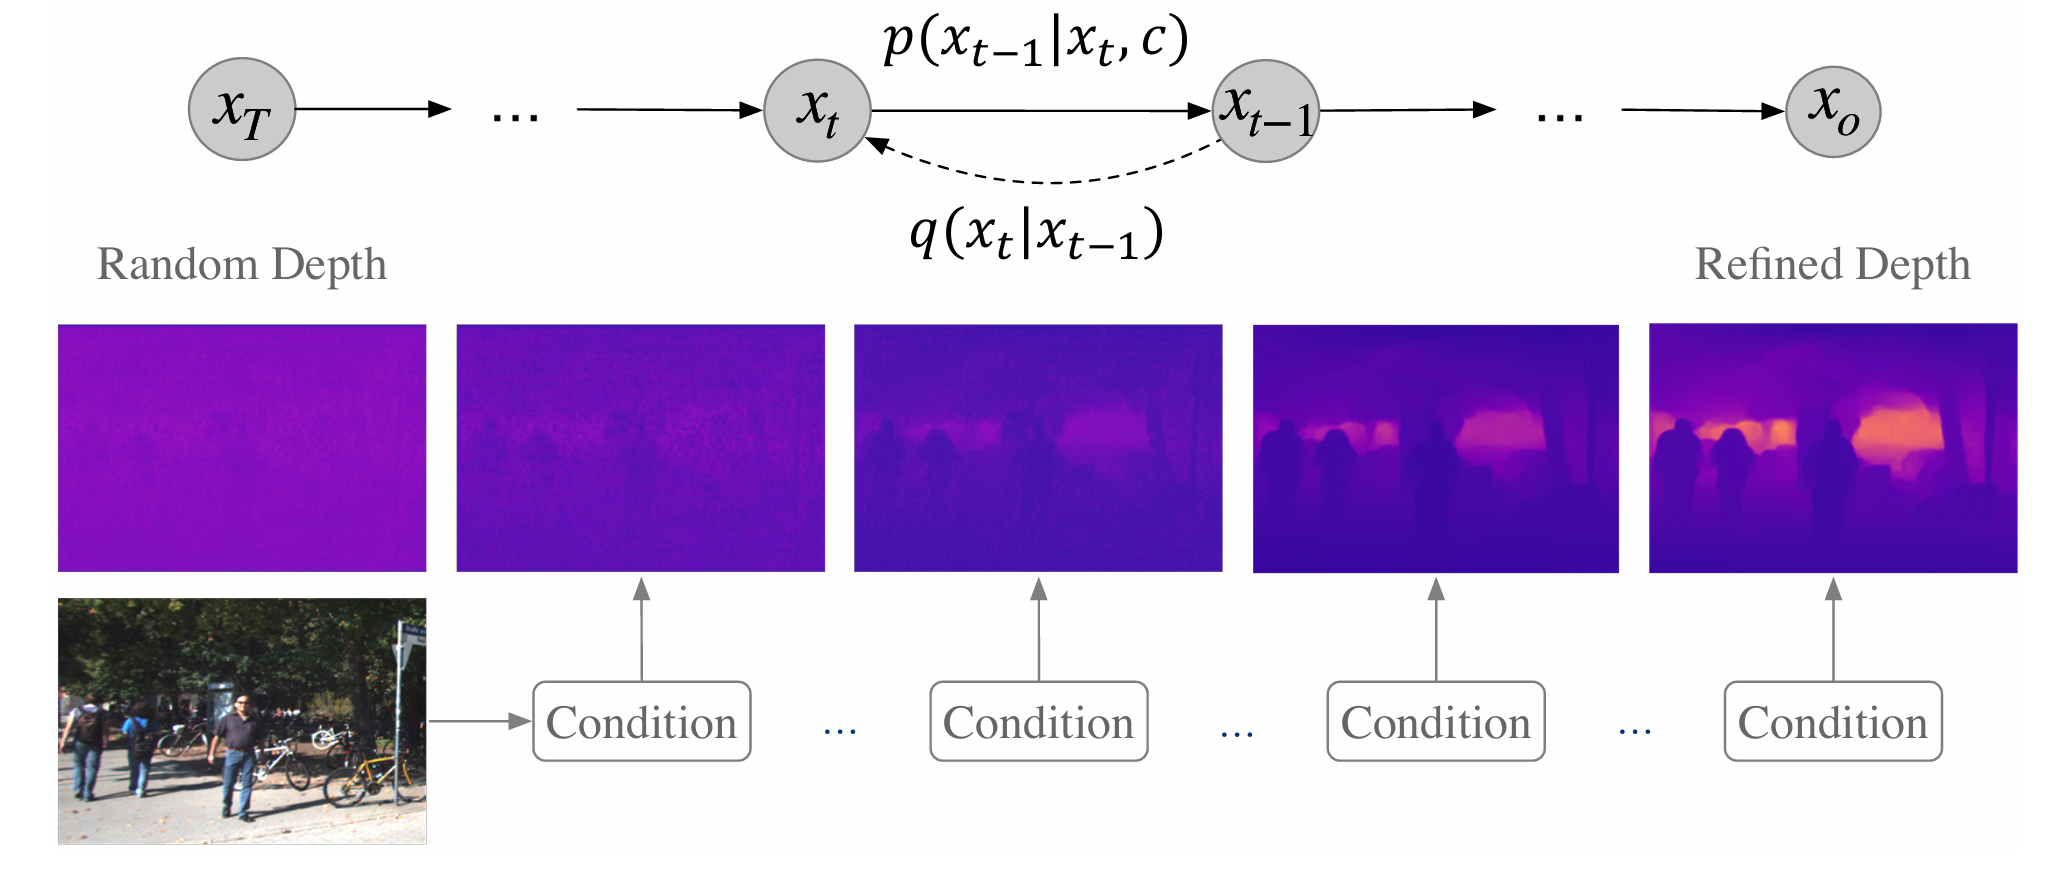 p(x_{t−1}|x_t, c)
x_T ... x_t x_{t−1} ... x_o
q(x_t|x_{t−1})
Random Depth Refined Depth
Condition ... Condition ... Condition ... Condition